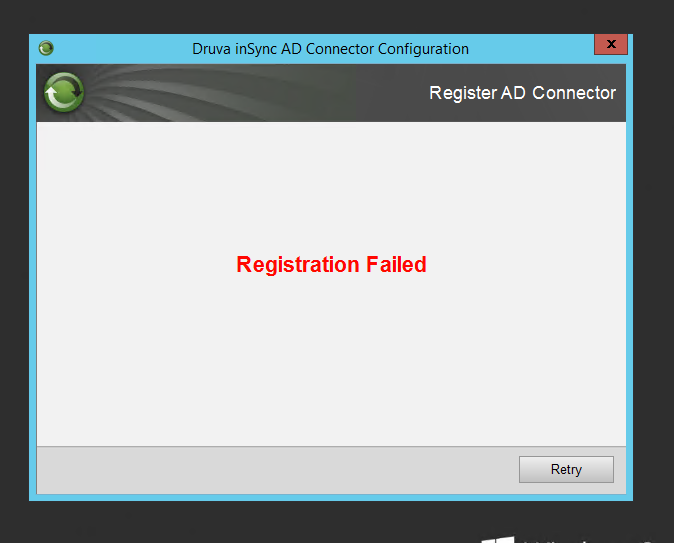 Druva inSync AD Connector Configuration
x
Register AD Connector
Registration Failed
Retry